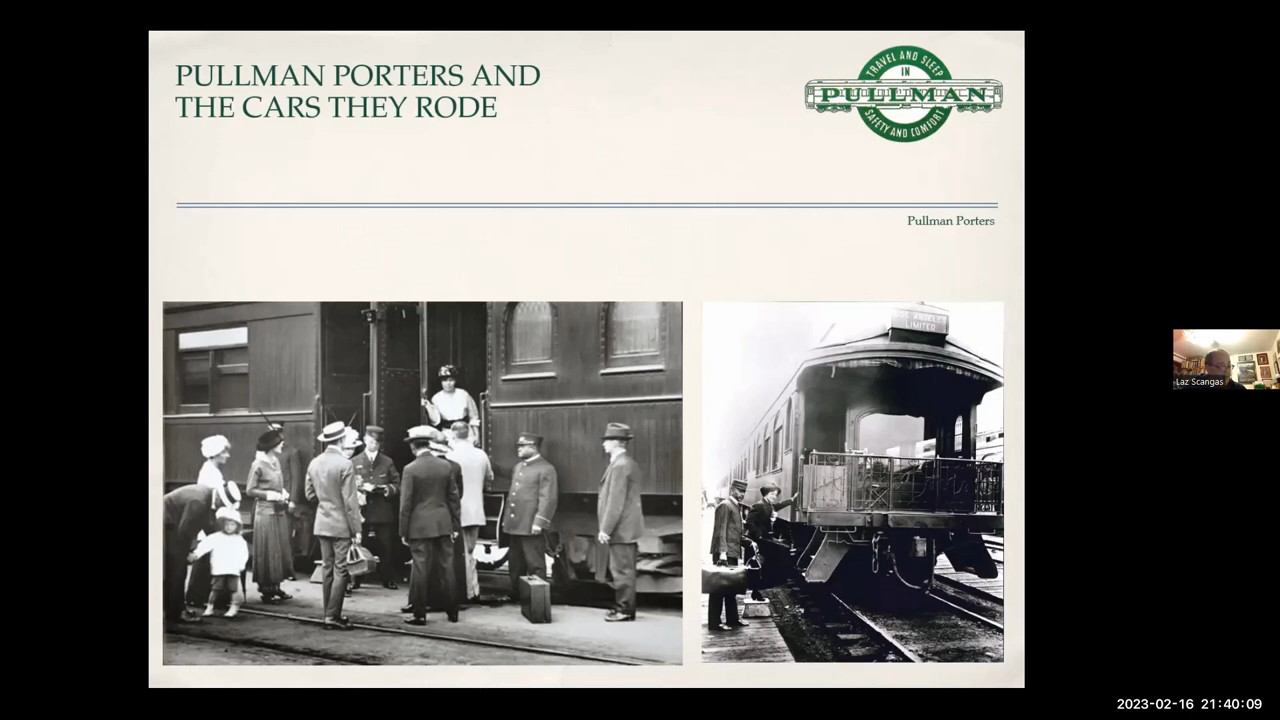 PULLMAN PORTERS AND
THE CARS THEY RODE
TRAVEL AND SLEEP
IN
PULLMAN
SAFETY AND COMFORT
Pullman Porters
LIMITED
Laz Scangas
2023-02-16 21:40:09